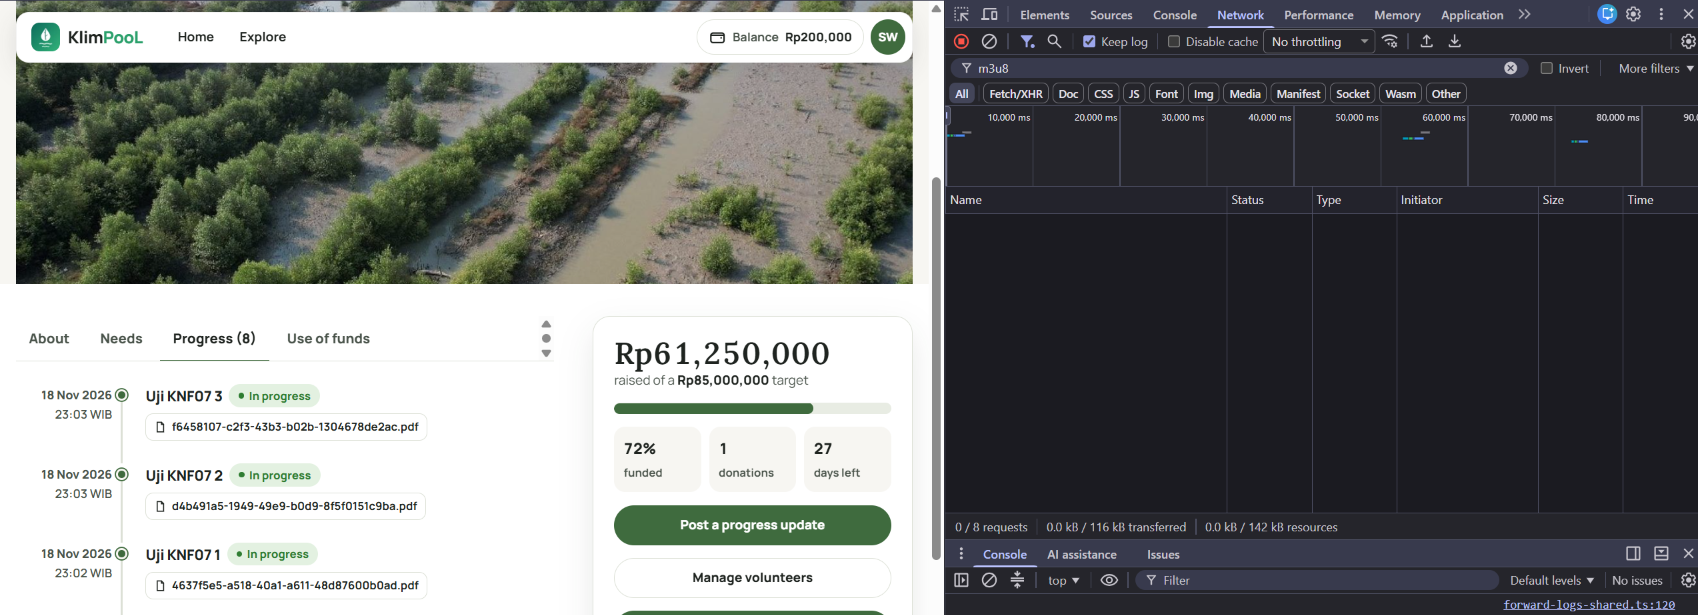 KlimPooL
Home
Explore
Balance Rp200,000
SW
About
Needs
Progress (8)
Use of funds
18 Nov 2026
23:03 WIB
Uji KNF07 3
In progress
f6458107-c2f3-43b3-b02b-1304678de2ac.pdf
18 Nov 2026
23:03 WIB
Uji KNF07 2
In progress
d4b491a5-1949-49e9-b0d9-8f5f0151c9ba.pdf
18 Nov 2026
23:02 WIB
Uji KNF07 1
In progress
4637f5e5-a518-40a1-a611-48d87600b0ad.pdf
Rp61,250,000
raised of a Rp85,000,000 target
72%
funded
1
donations
27
days left
Post a progress update
Manage volunteers
Elements
Sources
Console
Network
Performance
Memory
Application
Keep log
Disable cache
No throttling
m3u8
Invert
More filters
All
Fetch/XHR
Doc
CSS
JS
Font
Img
Media
Manifest
Socket
Wasm
Other
10.000 ms
20.000 ms
30.000 ms
40.000 ms
50.000 ms
60.000 ms
70.000 ms
80.000 ms
90.0
Name
Status
Type
Initiator
Size
Time
0 / 8 requests
0.0 kB / 116 kB transferred
0.0 kB / 142 kB resources
Console
AI assistance
Issues
top
Filter
Default levels
No issues
forward-logs-shared.ts:120